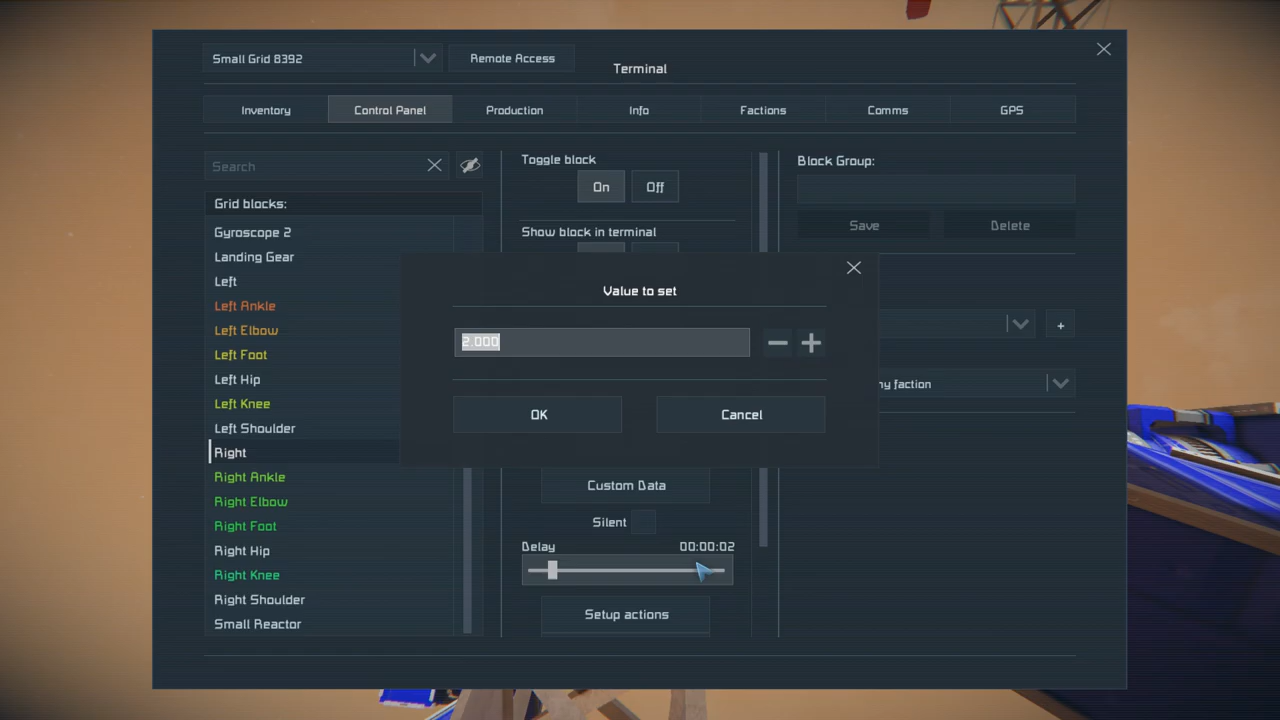 Small Grid 8392
Remote Access
Terminal
Inventory
Control Panel
Production
Info
Factions
Comms
GPS
Search
Grid blocks:
Gyroscope 2
Landing Gear
Left
Left Ankle
Left Elbow
Left Foot
Left Hip
Left Knee
Left Shoulder
Right
Right Ankle
Right Elbow
Right Foot
Right Hip
Right Knee
Right Shoulder
Small Reactor
Toggle block
On
Off
Show block in terminal
Value to set
2.000
OK
Cancel
Custom Data
Silent
Delay
00:00:02
Setup actions
Block Group:
Save
Delete
+
faction